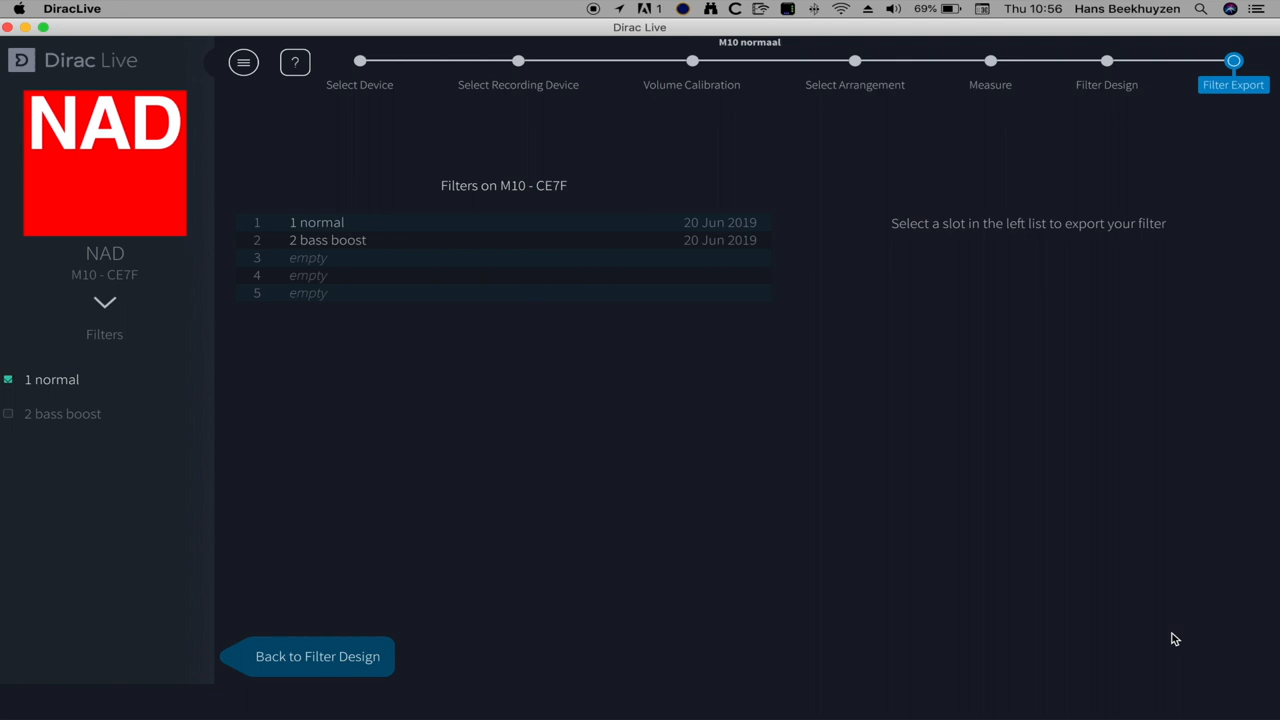 DiracLive
1
69%
Thu 10:56
Hans Beekhuyzen
Dirac Live
Dirac Live
M10 normaal
?
Select Device
Select Recording Device
Volume Calibration
Select Arrangement
Measure
Filter Design
Filter Export
NAD
NAD
M10 - CE7F
Filters
1 normal
2 bass boost
Filters on M10 - CE7F
1 1 normal 20 Jun 2019
2 2 bass boost 20 Jun 2019
3 empty
4 empty
5 empty
Select a slot in the left list to export your filter
Back to Filter Design